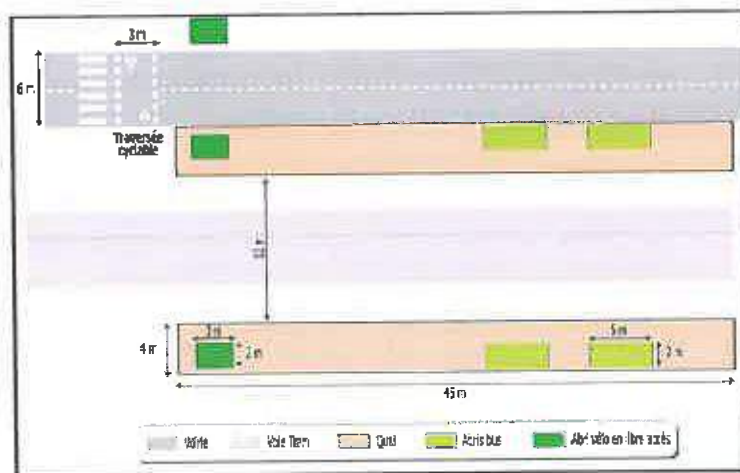 3 m
6 m
Traversée
cyclable
4 m
3 m
2 m
5 m
2 m
45 m
Voirie
Voie Tram
Quai
Abris bus
Abri vélo en libre accès